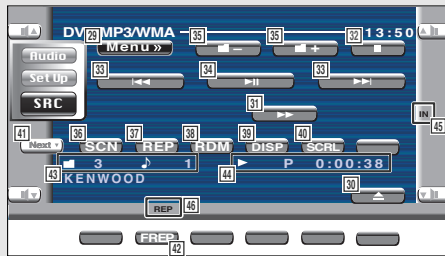 29 35 35 32
DVD MP3/WMA 13:50
Menu » – + ■
Audio
Set Up
SRC
33 34 33
|◀◀ ▶|| ▶▶|
31
▶▶
IN
45
41 36 37 38 39 40
Next SCN REP RDM DISP SCRL
3 ♪ 1 ► P 0:00:38
43 44
KENWOOD
46 30
REP
FREP
42